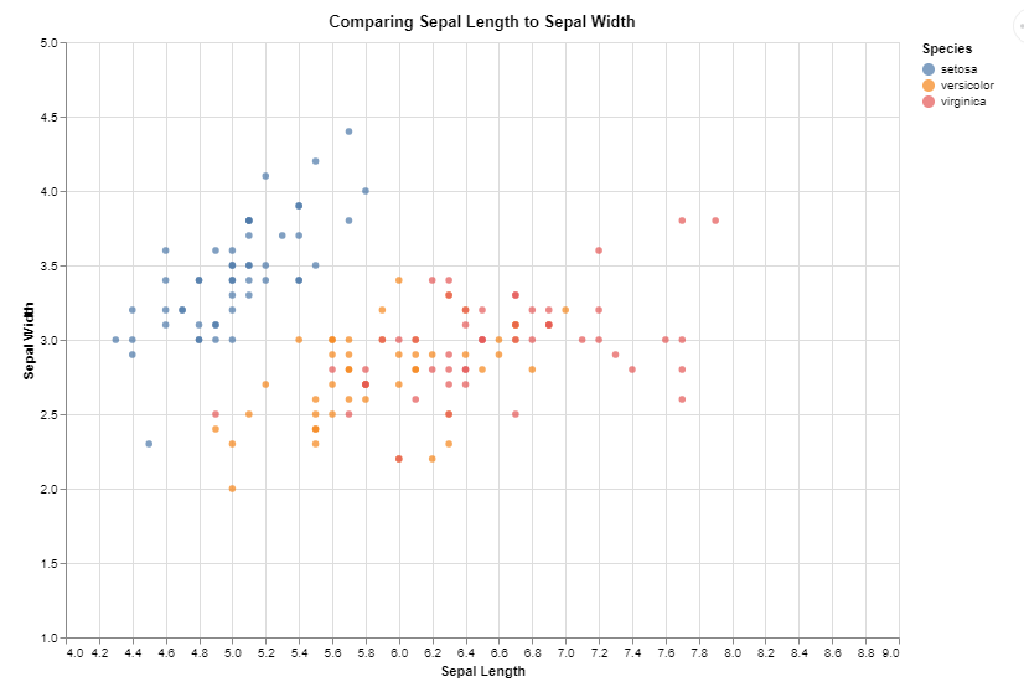 Comparing Sepal Length to Sepal Width
Species
setosa
versicolor
virginica
5.0
4.5
4.0
3.5
3.0
2.5
2.0
1.5
1.0
Sepal Width
4.0 4.2 4.4 4.6 4.8 5.0 5.2 5.4 5.6 5.8 6.0 6.2 6.4 6.6 6.8 7.0 7.2 7.4 7.6 7.8 8.0 8.2 8.4 8.6 8.8 9.0
Sepal Length